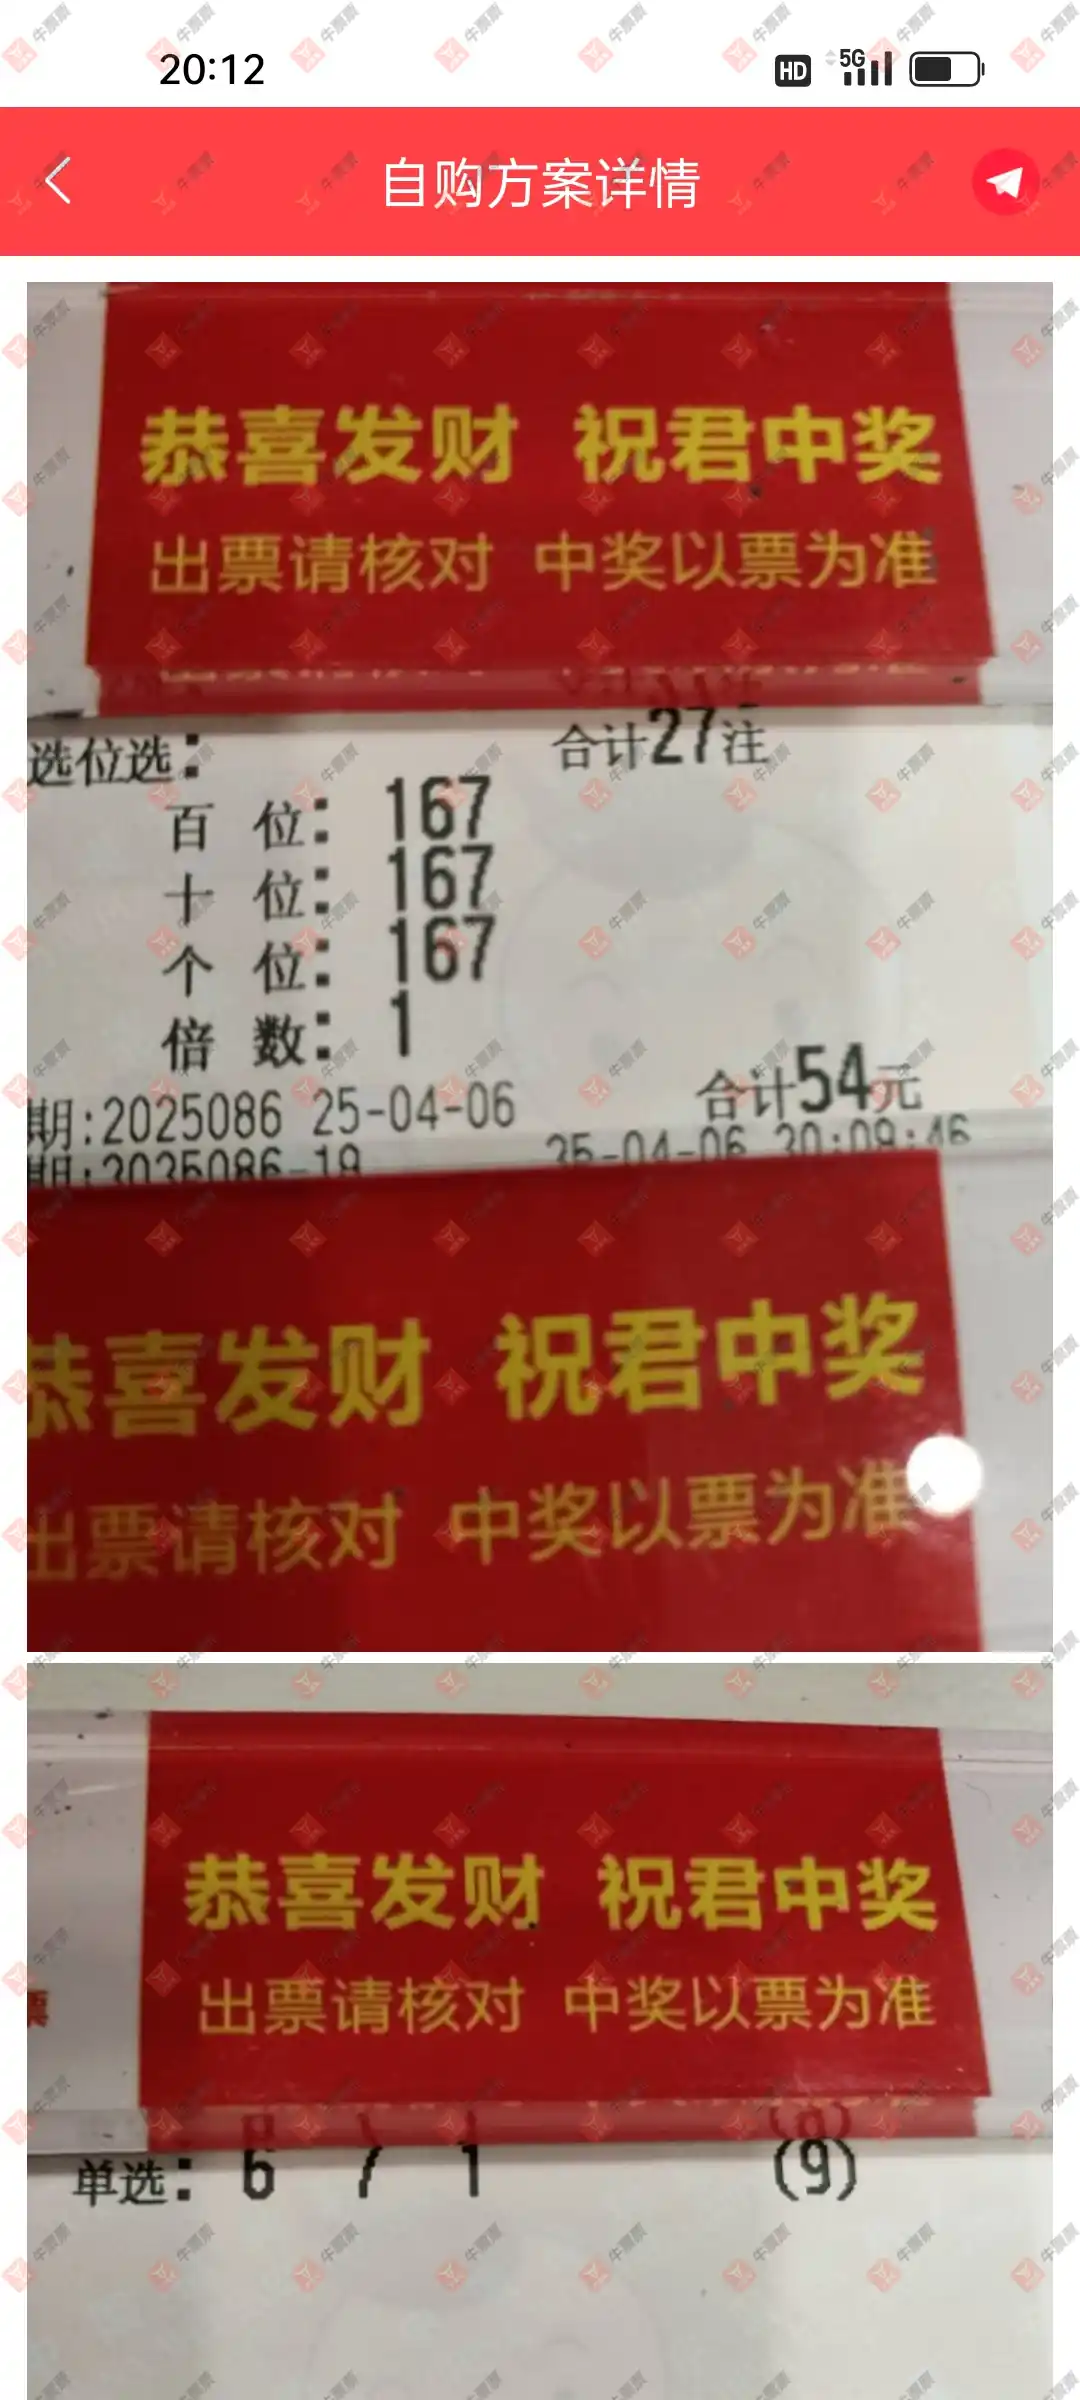 20:12
HD 5G
自购方案详情
恭喜发财 祝君中奖
出票请核对 中奖以票为准
选位选: 合计27注
百 位: 167
十 位: 167
个 位: 167
倍 数: 1
合计54元
期:2025086 25-04-06
恭喜发财 祝君中奖
出票请核对 中奖以票为准
恭喜发财 祝君中奖
出票请核对 中奖以票为准
票
单选: 6 7 1 (9)
牛票票